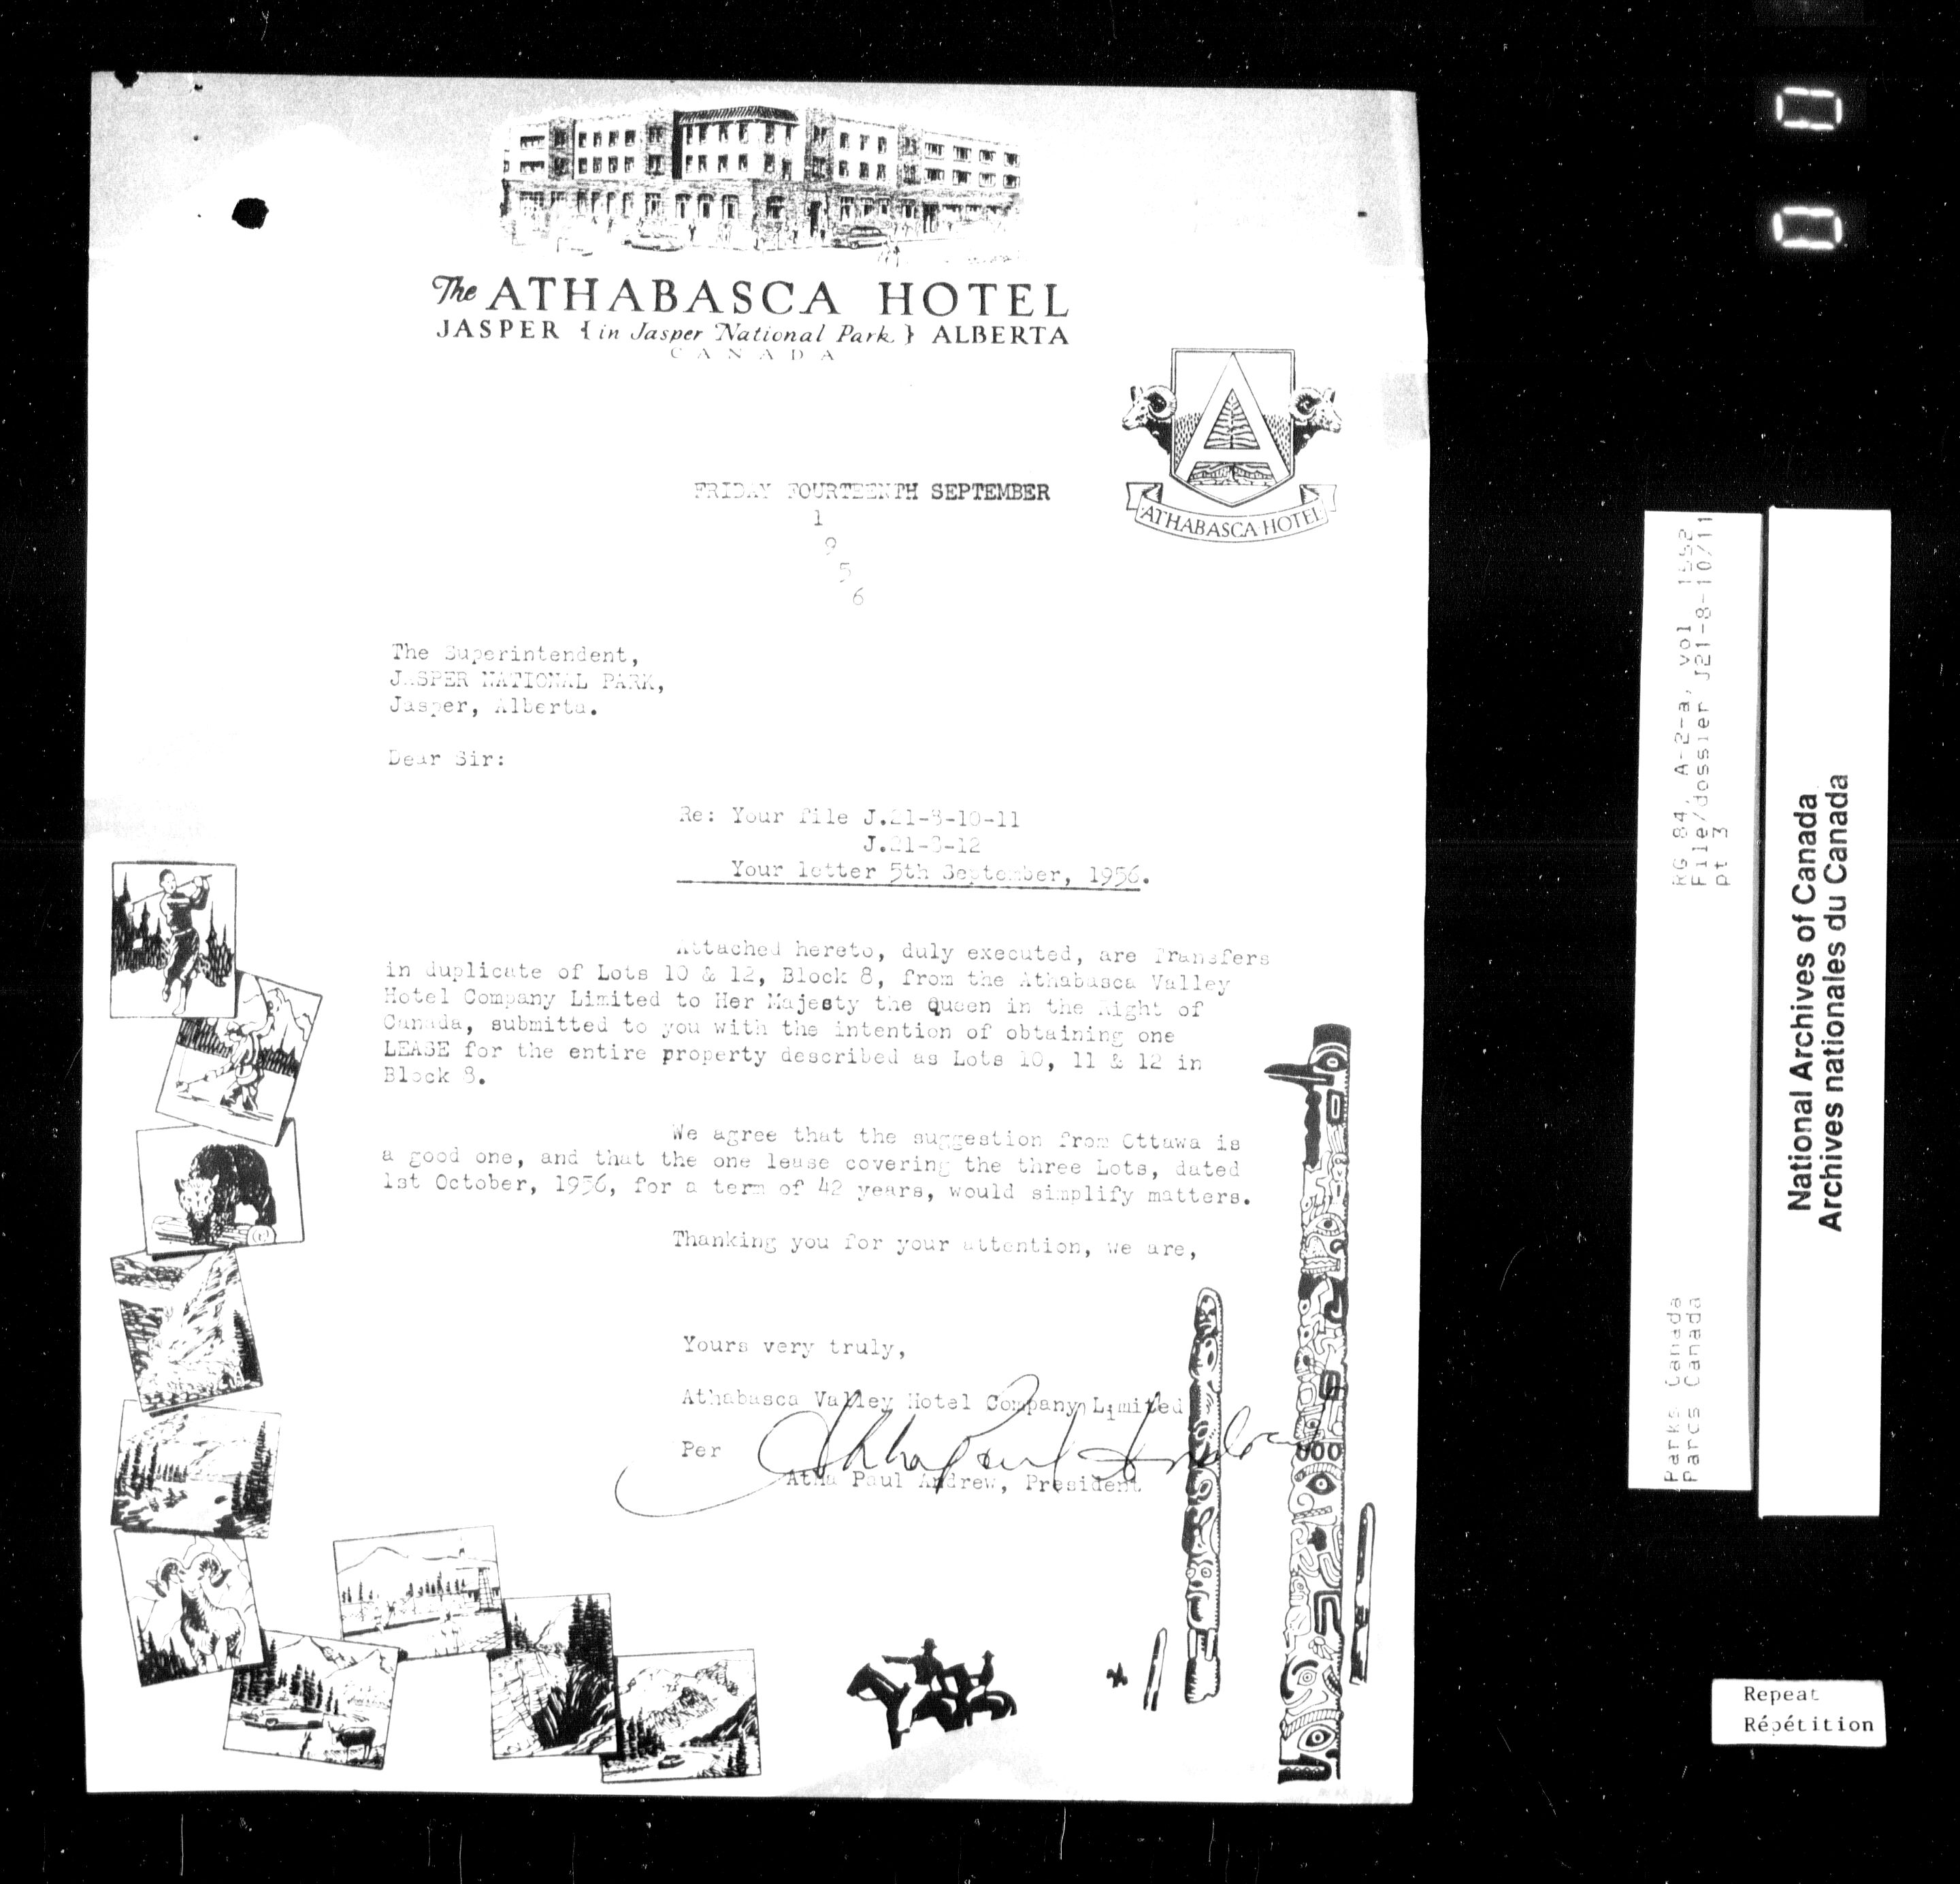 The ATHABASCA HOTEL
JASPER {in Jasper National Park} ALBERTA
CANADA
ATHABASCA HOTEL
FRIDAY FOURTEENTH SEPTEMBER
1
9
5
6
The Superintendent,
JASPER NATIONAL PARK,
Jasper, Alberta.
Dear Sir:
Re: Your file J.21-8-10-11
J.21-8-12
Your letter 5th September, 1956.
Attached hereto, duly executed, are Transfers
in duplicate of Lots 10 & 12, Block 8, from the Athabasca Valley
Hotel Company Limited to Her Majesty the Queen in the Right of
Canada, submitted to you with the intention of obtaining one
LEASE for the entire property described as Lots 10, 11 & 12 in
Block 8.
We agree that the suggestion from Ottawa is
a good one, and that the one lease covering the three Lots, dated
1st October, 1956, for a term of 42 years, would simplify matters.
Thanking you for your attention, we are,
Yours very truly,
Athabasca Valley Hotel Company Limited
Per
Atha Paul Andrew
Atha Paul Andrew, President
0
0
RG 84, A-2-a, vol
File/dossier J21-8-10/11
pt 3
Parks Canada
Parcs Canada
National Archives of Canada
Archives nationales du Canada
Repeat
Répétition